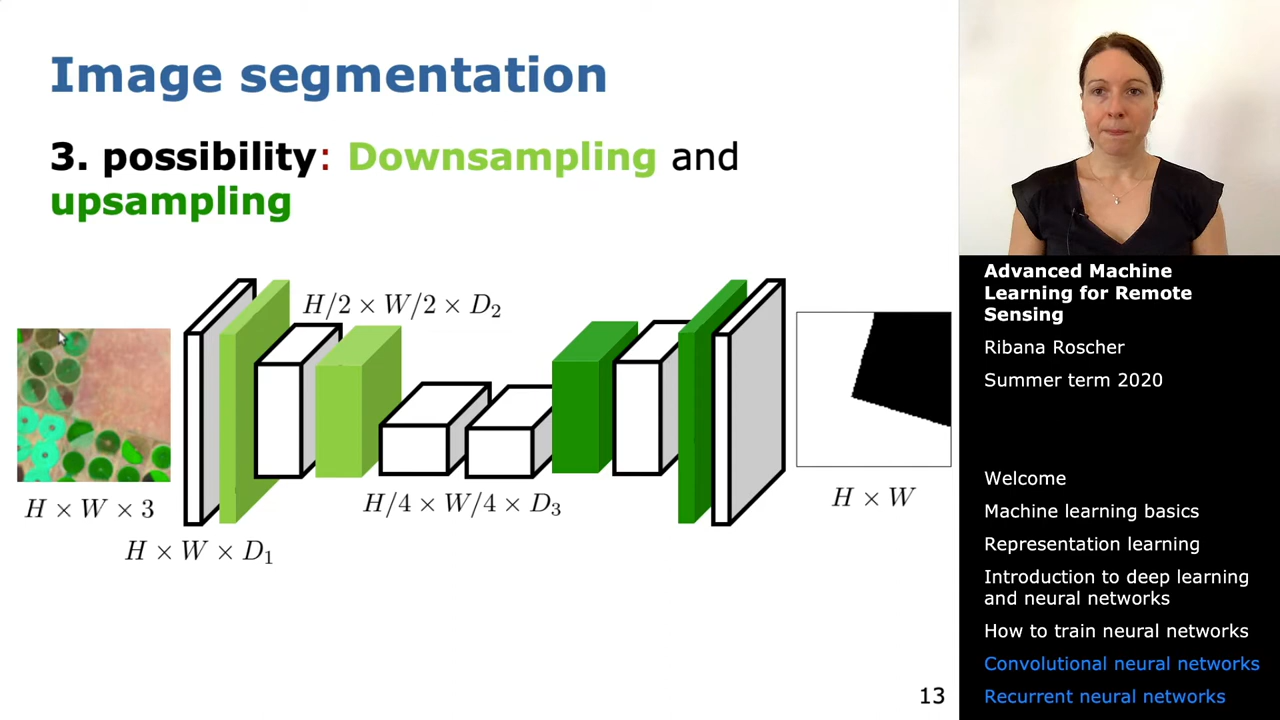 Image segmentation
3. possibility: Downsampling and
upsampling
H/2 × W/2 × D₂
H × W × 3
H/4 × W/4 × D₃
H × W
H × W × D₁
13
Advanced Machine
Learning for Remote
Sensing
Ribana Roscher
Summer term 2020
Welcome
Machine learning basics
Representation learning
Introduction to deep learning
and neural networks
How to train neural networks
Convolutional neural networks
Recurrent neural networks